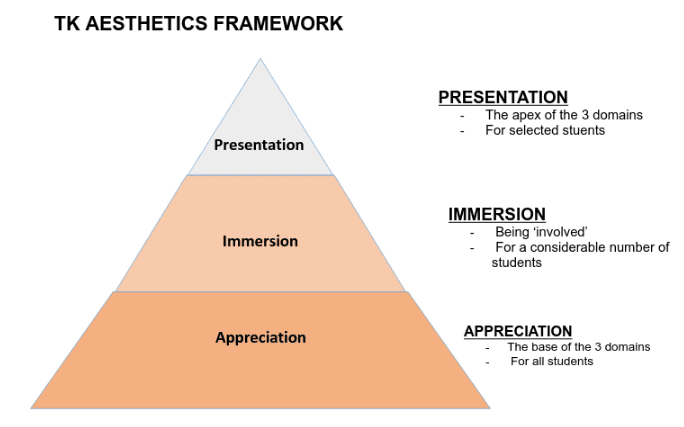 TK AESTHETICS FRAMEWORK
Presentation
Immersion
Appreciation
PRESENTATION
- The apex of the 3 domains
- For selected stuents
IMMERSION
- Being ‘involved’
- For a considerable number of
students
APPRECIATION
- The base of the 3 domains
- For all students